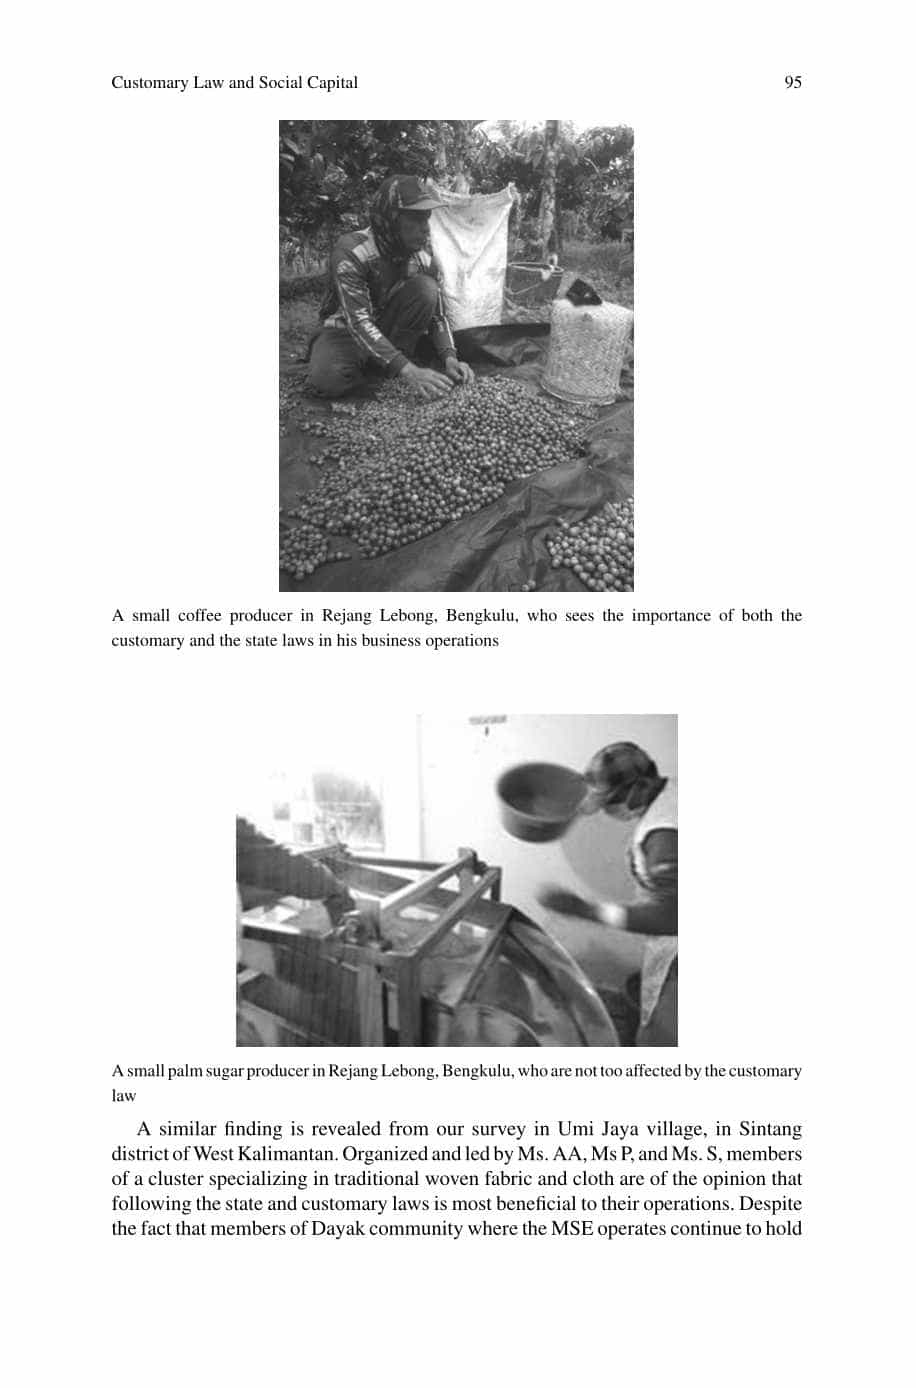 Customary Law and Social Capital 95
YAMAHA
A small coffee producer in Rejang Lebong, Bengkulu, who sees the importance of both the
customary and the state laws in his business operations
A small palm sugar producer in Rejang Lebong, Bengkulu, who are not too affected by the customary
law
A similar finding is revealed from our survey in Umi Jaya village, in Sintang
district of West Kalimantan. Organized and led by Ms. AA, Ms P, and Ms. S, members
of a cluster specializing in traditional woven fabric and cloth are of the opinion that
following the state and customary laws is most beneficial to their operations. Despite
the fact that members of Dayak community where the MSE operates continue to hold